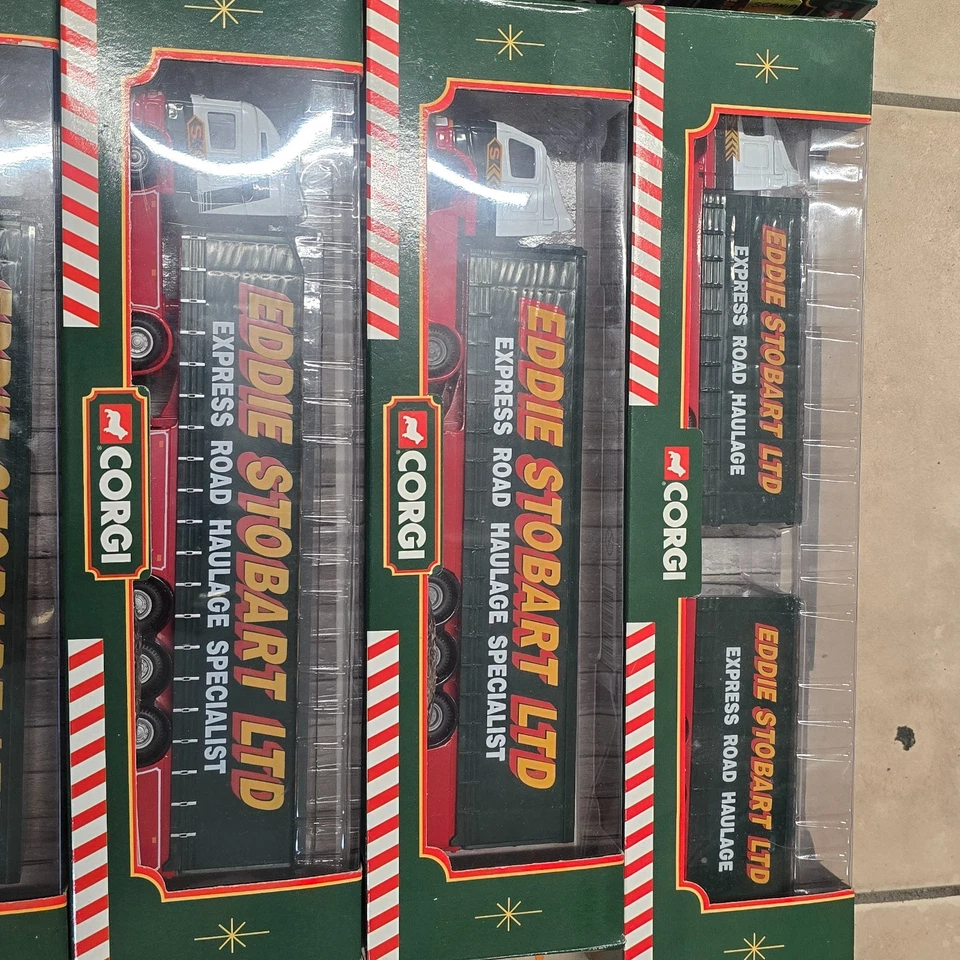 EDDIE STOBART LTD
EXPRESS ROAD HAULAGE SPECIALIST
CORGI
EDDIE STOBART LTD
EXPRESS ROAD HAULAGE SPECIALIST
CORGI
EDDIE STOBART LTD
EXPRESS ROAD HAULAGE
EDDIE STOBART LTD
EXPRESS ROAD HAULAGE
CORGI